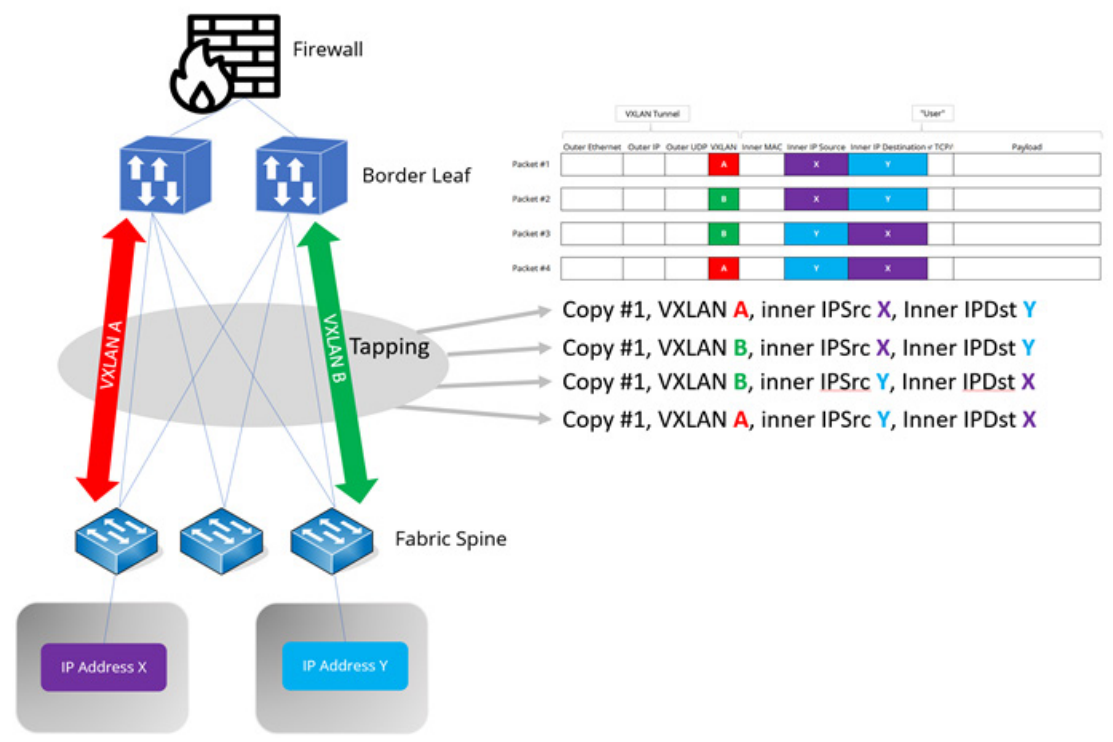 Firewall
Border Leaf
VXLAN A
VXLAN B
Tapping
Fabric Spine
IP Address X
IP Address Y
VXLAN Tunnel
"User"
Outer Ethernet Outer IP Outer UDP VXLAN Inner MAC Inner IP Source Inner IP Destination r TCP/ Payload
Packet #1 A X Y
Packet #2 B X Y
Packet #3 B Y X
Packet #4 A Y X
Copy #1, VXLAN A, inner IPSrc X, Inner IPDst Y
Copy #1, VXLAN B, inner IPSrc X, Inner IPDst Y
Copy #1, VXLAN B, inner IPSrc Y, Inner IPDst X
Copy #1, VXLAN A, inner IPSrc Y, Inner IPDst X